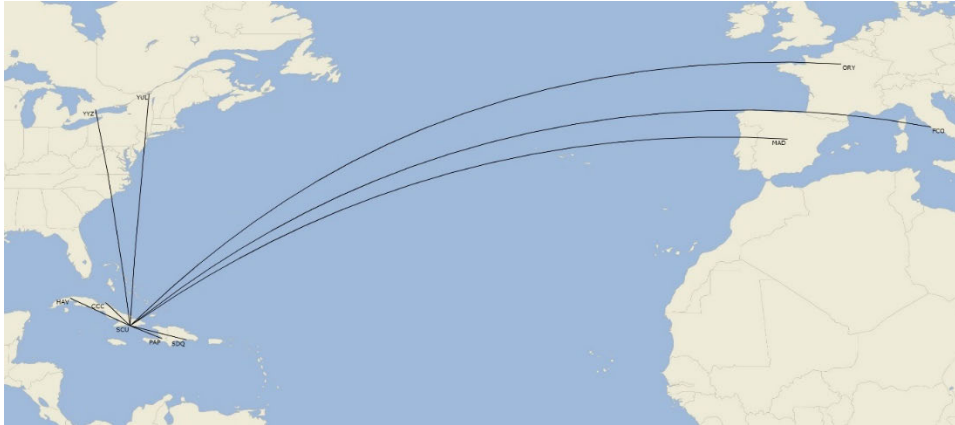 ORY
YUL
YYZ
FCO
MAD
HAV
CCC
SCU
PAP
SDQ